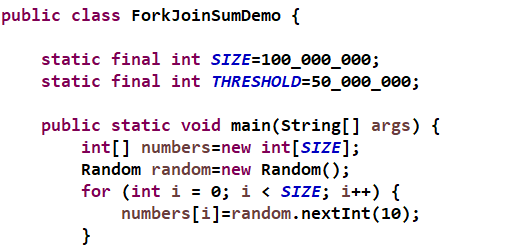 public class ForkJoinSumDemo {
static final int SIZE=100_000_000;
static final int THRESHOLD=50_000_000;
public static void main(String[] args) {
int[] numbers=new int[SIZE];
Random random=new Random();
for (int i = 0; i < SIZE; i++) {
numbers[i]=random.nextInt(10);
}